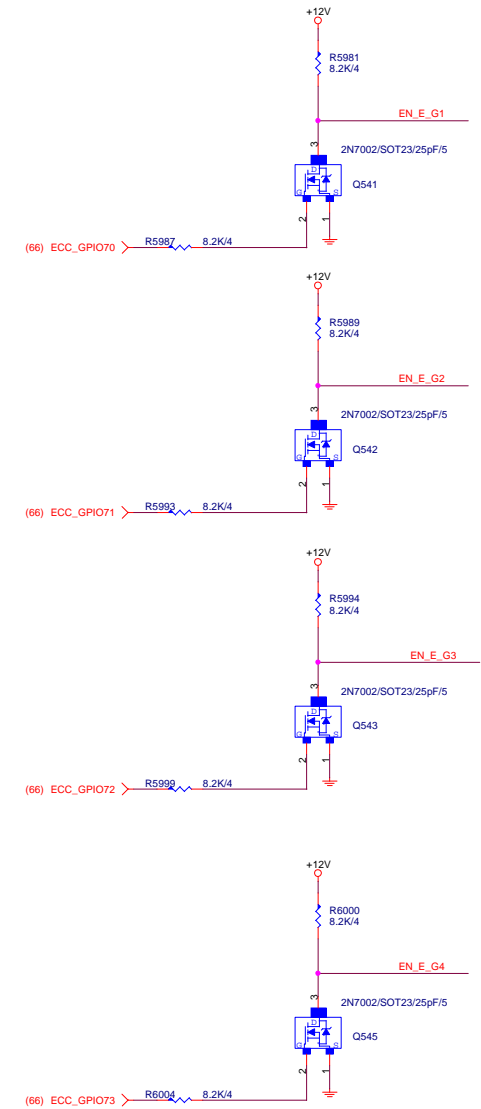 +12V
R5981
8.2K/4
EN_E_G1
3
2N7002/SOT23/25pF/5
D
Q541
G
S
2
1
(66) ECC_GPIO70
R5987
8.2K/4
+12V
R5989
8.2K/4
EN_E_G2
3
2N7002/SOT23/25pF/5
D
Q542
G
S
2
1
(66) ECC_GPIO71
R5993
8.2K/4
+12V
R5994
8.2K/4
EN_E_G3
3
2N7002/SOT23/25pF/5
D
Q543
G
S
2
1
(66) ECC_GPIO72
R5999
8.2K/4
+12V
R6000
8.2K/4
EN_E_G4
3
2N7002/SOT23/25pF/5
D
Q545
G
S
2
1
(66) ECC_GPIO73
R6004
8.2K/4